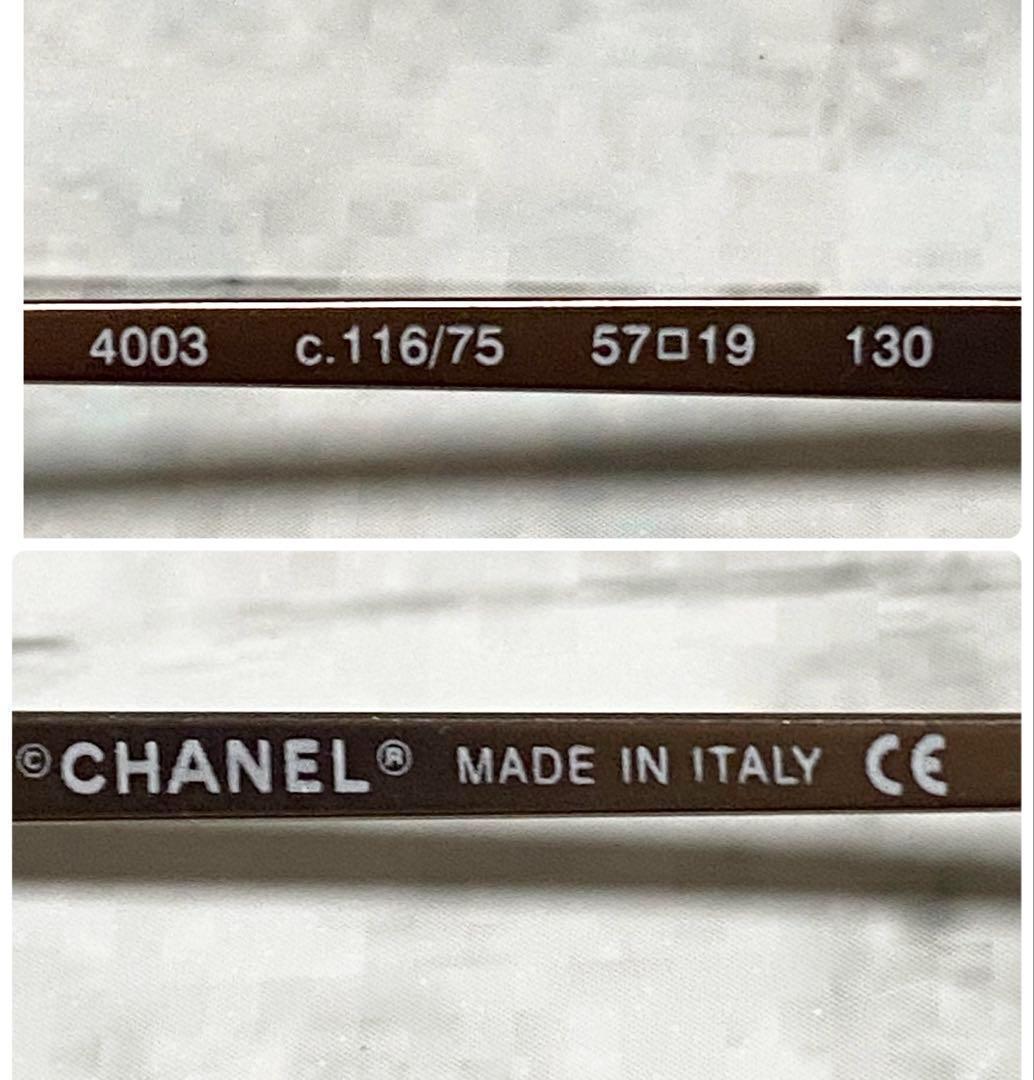 4003 c.116/75 57□19 130
©CHANEL® MADE IN ITALY CE